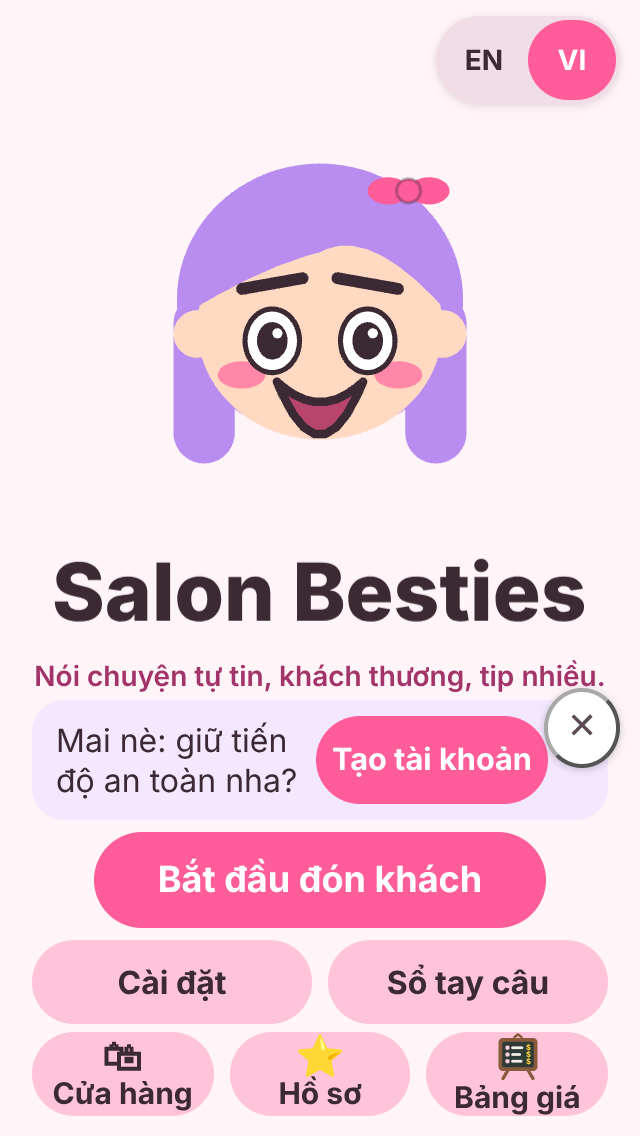 EN
VI
Salon Besties
Nói chuyện tự tin, khách thương, tip nhiều.
Mai nè: giữ tiến
độ an toàn nha?
Tạo tài khoản
✕
Bắt đầu đón khách
Cài đặt
Sổ tay câu
Cửa hàng
Hồ sơ
Bảng giá